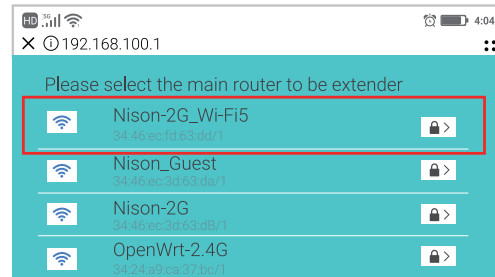 HD 3G 4:04
192.168.100.1
Please select the main router to be extender
Nison-2G_Wi-Fi5
34:46:ec:fd:63:dd/1
Nison_Guest
34:46:ec:3d:63:da/1
Nison-2G
34:46:ec:3d:63:dB/1
OpenWrt-2.4G
34:24:a9:ca:37:bc/1